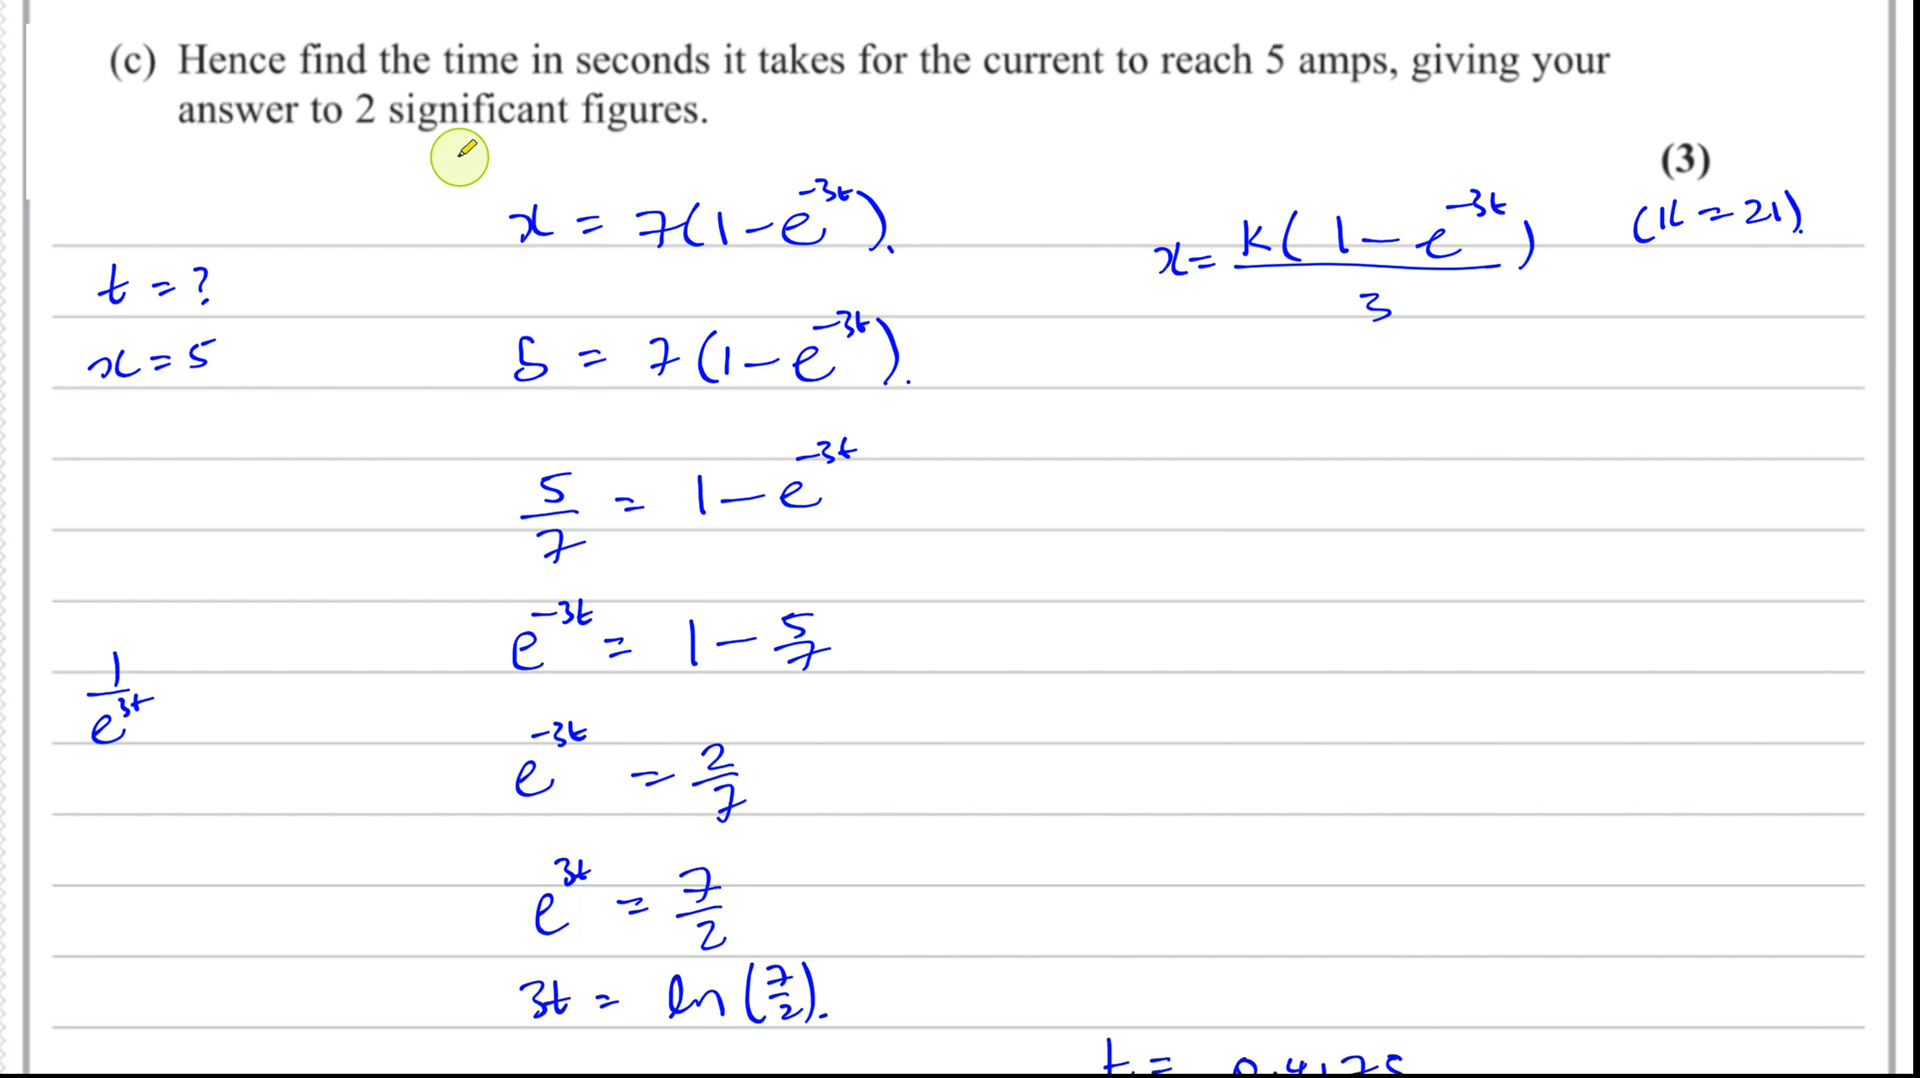 (c) Hence find the time in seconds it takes for the current to reach 5 amps, giving your
answer to 2 significant figures.
(3)
x = 7(1 - e^{-3t}).
x = k(1 - e^{-3t})/3
(k = 21).
t = ?
x = 5
5 = 7(1 - e^{-3t}).
5/7 = 1 - e^{-3t}
e^{-3t} = 1 - 5/7
1/e^{3t}
e^{-3t} = 2/7
e^{3t} = 7/2
3t = ln(7/2).
t = 0.4175